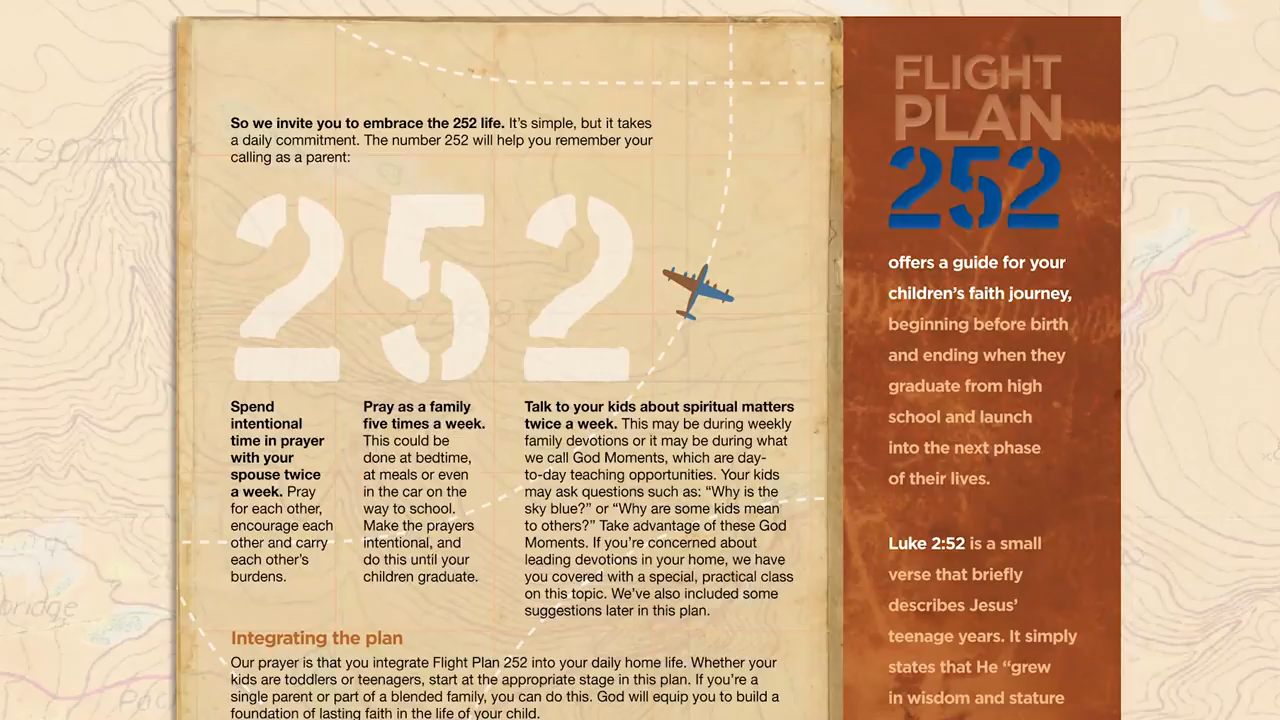 So we invite you to embrace the 252 life. It’s simple, but it takes
a daily commitment. The number 252 will help you remember your
calling as a parent:
252
Spend
intentional
time in prayer
with your
spouse twice
a week. Pray
for each other,
encourage each
other and carry
each other’s
burdens.
Pray as a family
five times a week.
This could be
done at bedtime,
at meals or even
in the car on the
way to school.
Make the prayers
intentional, and
do this until your
children graduate.
Talk to your kids about spiritual matters
twice a week. This may be during weekly
family devotions or it may be during what
we call God Moments, which are day-
to-day teaching opportunities. Your kids
may ask questions such as: “Why is the
sky blue?” or “Why are some kids mean
to others?” Take advantage of these God
Moments. If you’re concerned about
leading devotions in your home, we have
you covered with a special, practical class
on this topic. We’ve also included some
suggestions later in this plan.
Integrating the plan
Our prayer is that you integrate Flight Plan 252 into your daily home life. Whether your
kids are toddlers or teenagers, start at the appropriate stage in this plan. If you’re a
single parent or part of a blended family, you can do this. God will equip you to build a
foundation of lasting faith in the life of your child.
FLIGHT
PLAN
252
offers a guide for your
children’s faith journey,
beginning before birth
and ending when they
graduate from high
school and launch
into the next phase
of their lives.
Luke 2:52 is a small
verse that briefly
describes Jesus’
teenage years. It simply
states that He “grew
in wisdom and stature